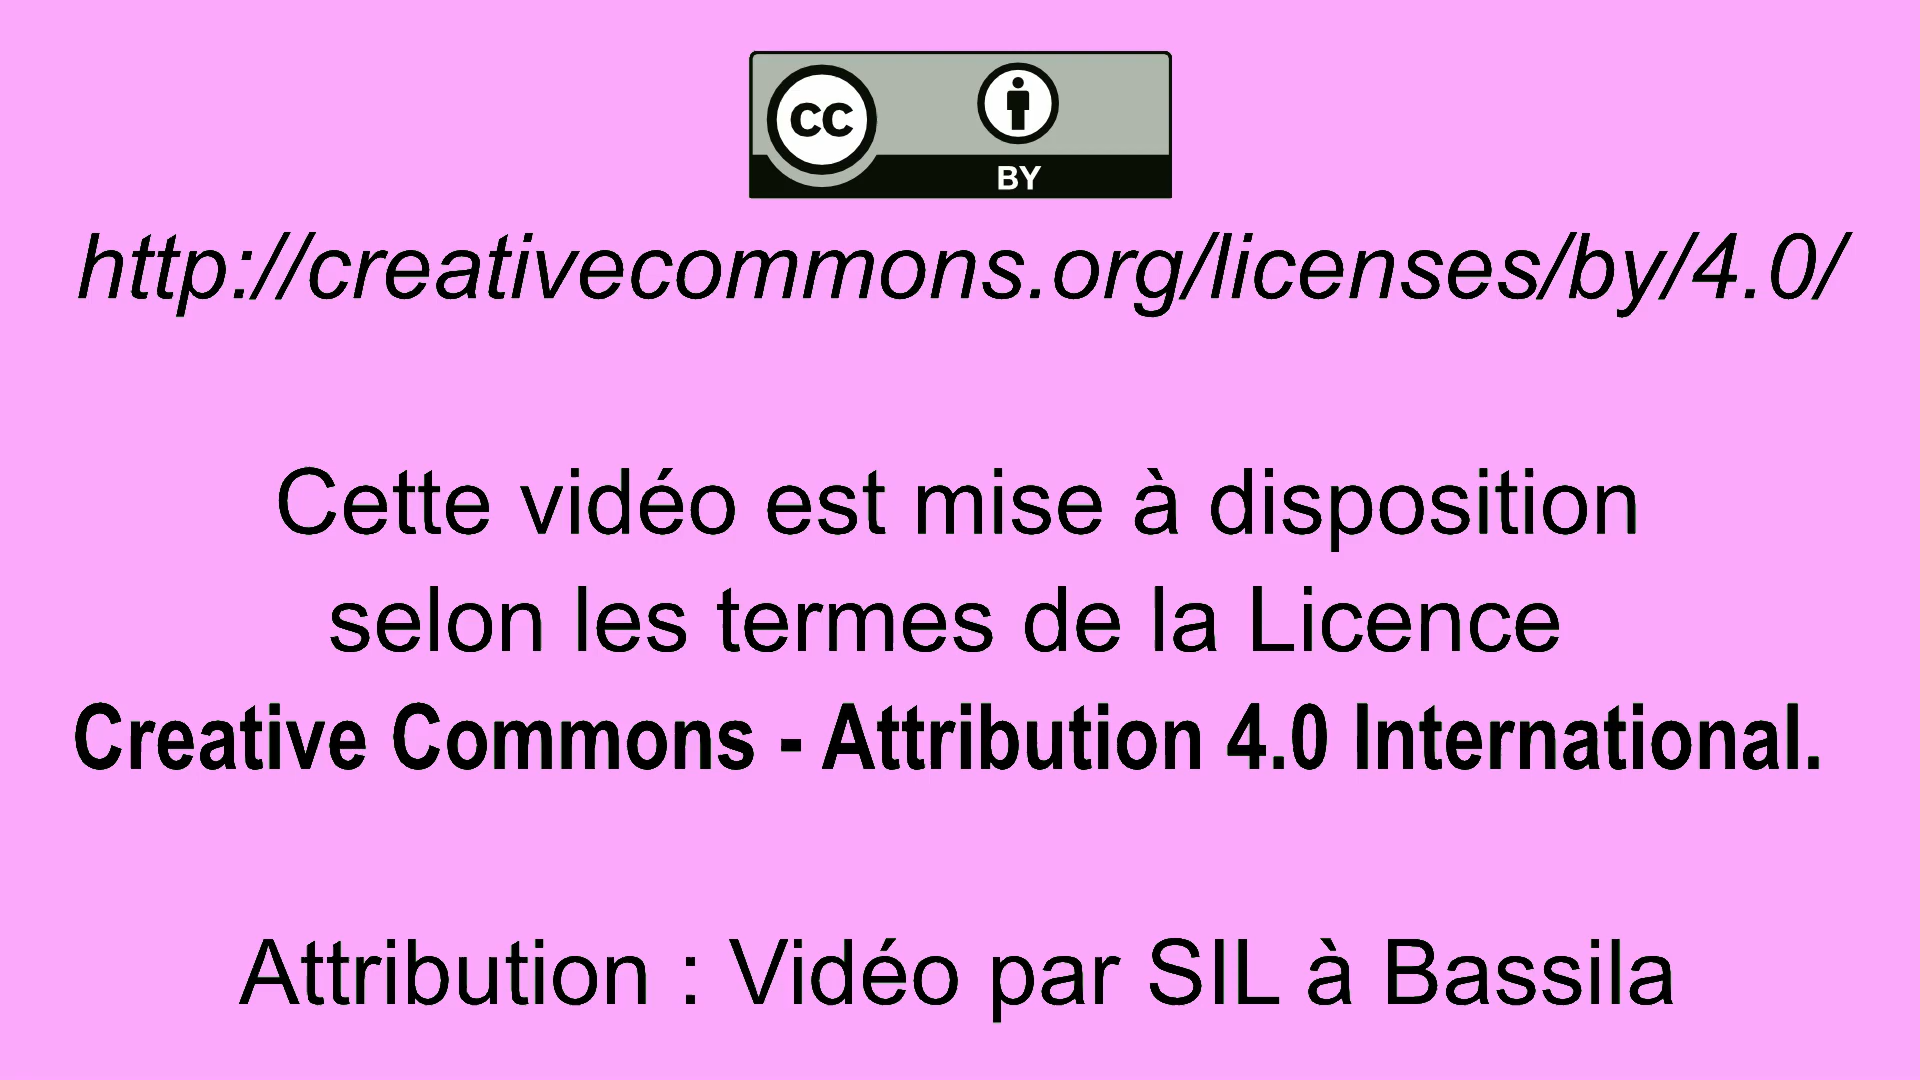 cc
BY
http://creativecommons.org/licenses/by/4.0/
Cette vidéo est mise à disposition
selon les termes de la Licence
Creative Commons - Attribution 4.0 International.
Attribution : Vidéo par SIL à Bassila